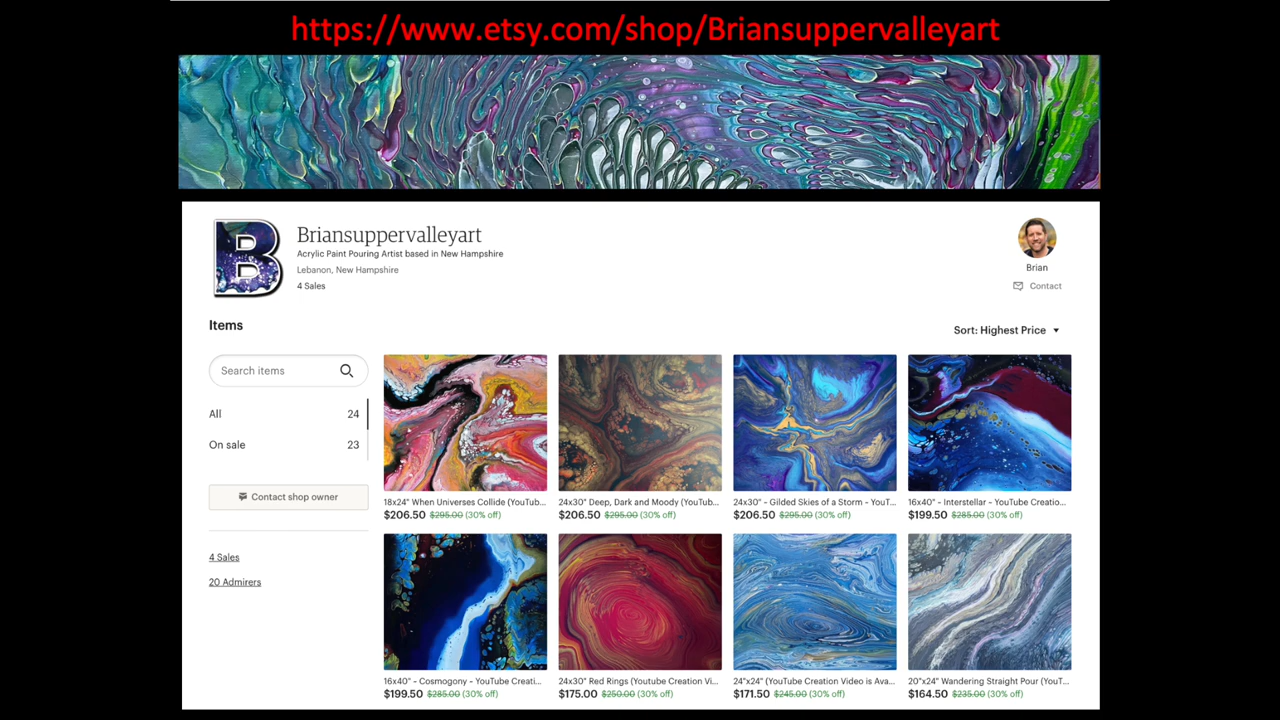 https://www.etsy.com/shop/Briansuppervalleyart
B
Briansuppervalleyart
Acrylic Paint Pouring Artist based in New Hampshire
Lebanon, New Hampshire
4 Sales
Brian
Contact
Items
Sort: Highest Price
Search items
All 24
On sale 23
Contact shop owner
4 Sales
20 Admirers
18x24" When Universes Collide (YouTub...
$206.50 $295.00 (30% off)
24x30" Deep, Dark and Moody (YouTub...
$206.50 $295.00 (30% off)
24x30" - Gilded Skies of a Storm - YouT...
$206.50 $295.00 (30% off)
16x40" - Interstellar - YouTube Creatio...
$199.50 $285.00 (30% off)
16x40" - Cosmogony - YouTube Creati...
$199.50 $285.00 (30% off)
24x30" Red Rings (Youtube Creation Vi...
$175.00 $250.00 (30% off)
24"x24" (YouTube Creation Video is Ava...
$171.50 $245.00 (30% off)
20"x24" Wandering Straight Pour (YouT...
$164.50 $235.00 (30% off)